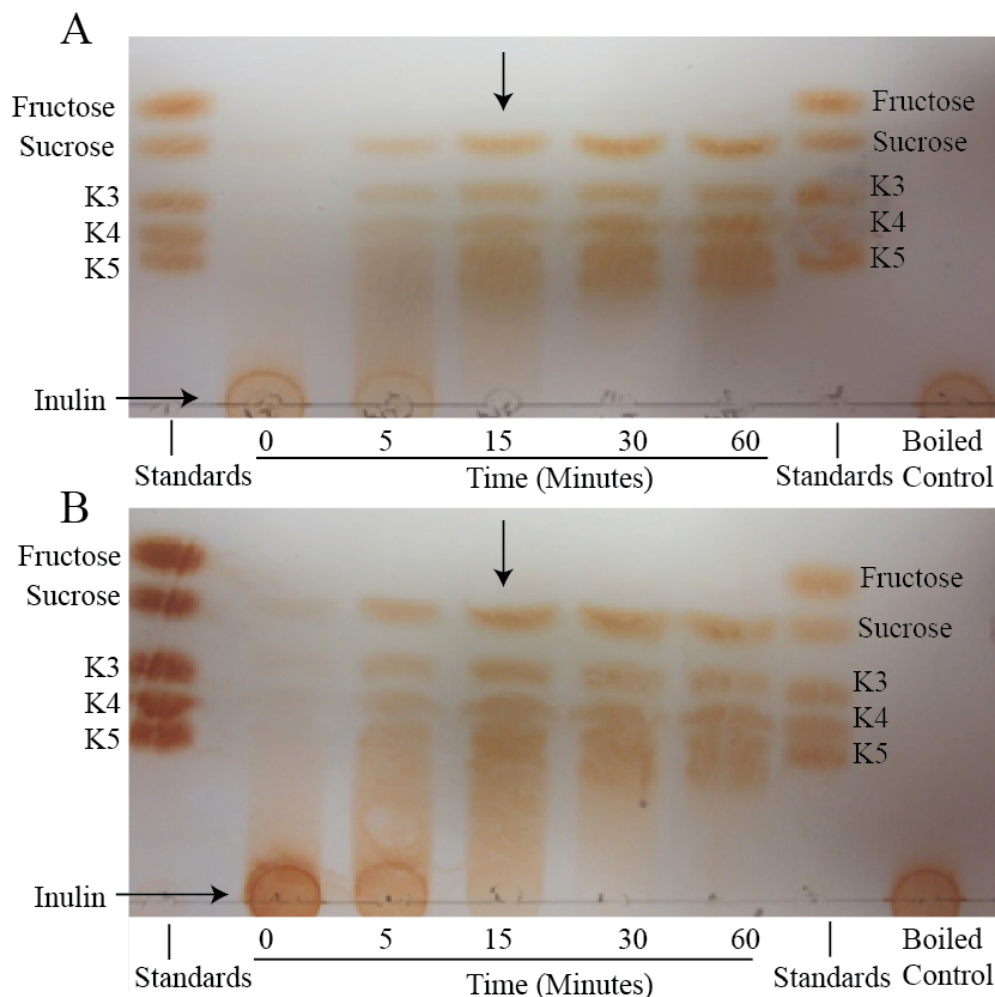 A
Fructose
Fructose
Sucrose
Sucrose
K3
K3
K4
K4
K5
K5
Inulin
0 5 15 30 60
Boiled
Control
Standards
Time (Minutes)
Standards
B
Fructose
Fructose
Sucrose
Sucrose
K3
K3
K4
K4
K5
K5
Inulin
0 5 15 30 60
Boiled
Control
Standards
Time (Minutes)
Standards